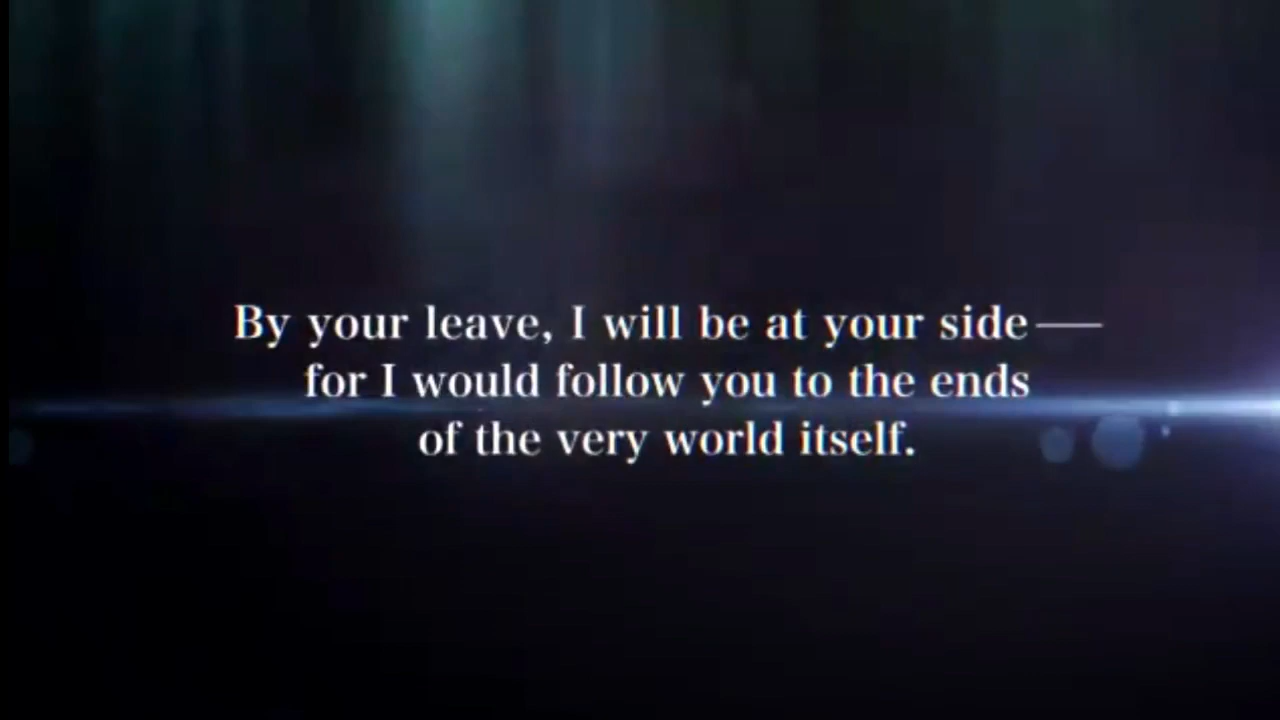 By your leave, I will be at your side—
for I would follow you to the ends
of the very world itself.